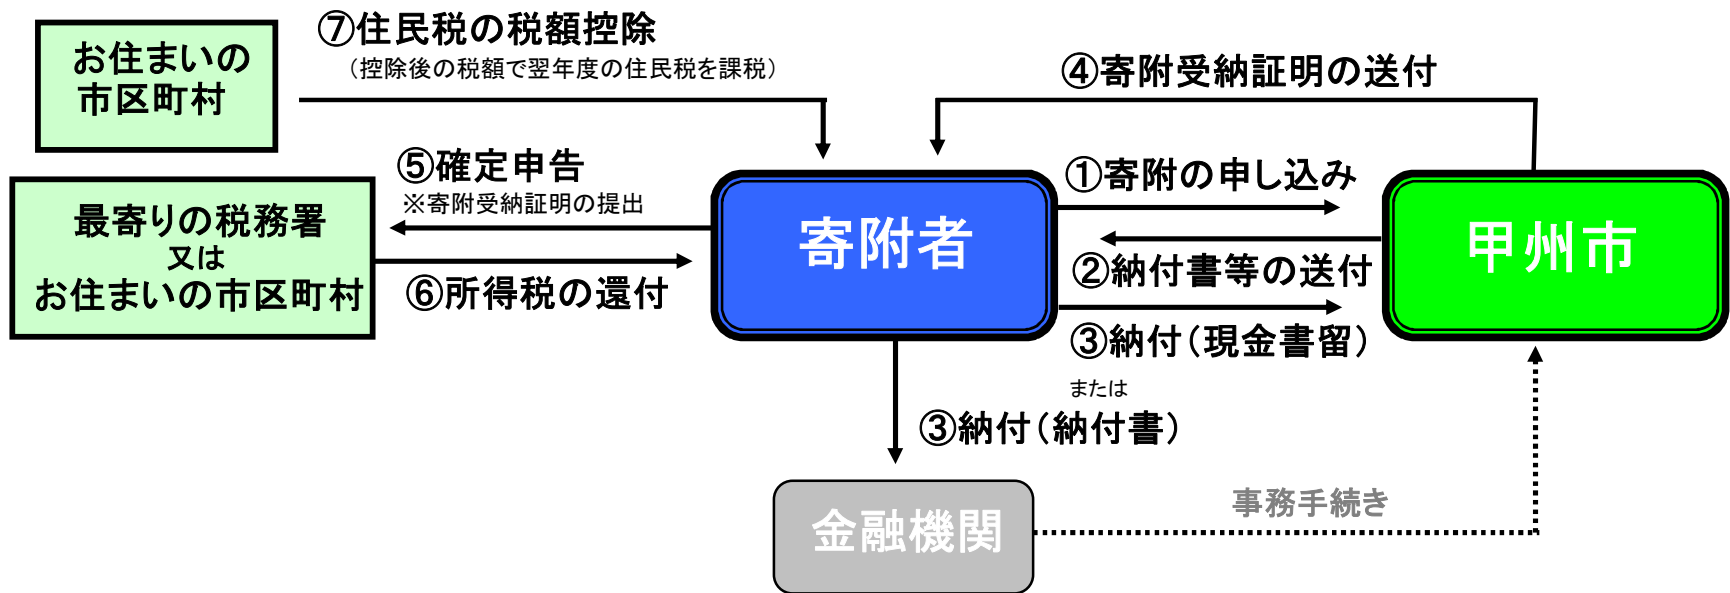 お住まいの
市区町村
⑦住民税の税額控除
（控除後の税額で翌年度の住民税を課税）
④寄附受納証明の送付
⑤確定申告
※寄附受納証明の提出
①寄附の申し込み
最寄りの税務署
又は
お住まいの市区町村
寄附者
甲州市
②納付書等の送付
⑥所得税の還付
③納付（現金書留）
または
③納付（納付書）
金融機関
事務手続き